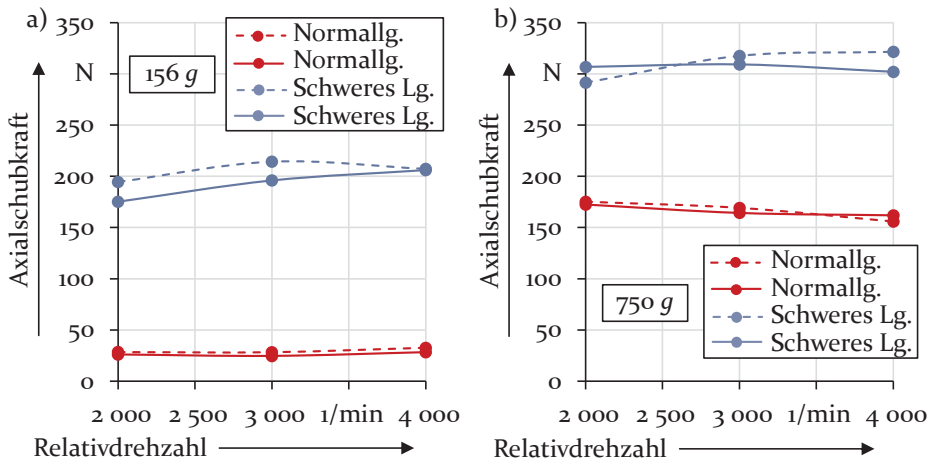 a)
350
N
250
200
150
100
50
0
Axialschubkraft
156 g
Normallg.
Normallg.
Schweres Lg.
Schweres Lg.
2 000 2 500 3 000 1/min 4 000
Relativdrehzahl
b)
350
N
250
200
150
100
50
0
Axialschubkraft
750 g
Normallg.
Normallg.
Schweres Lg.
Schweres Lg.
2 000 2 500 3 000 1/min 4 000
Relativdrehzahl